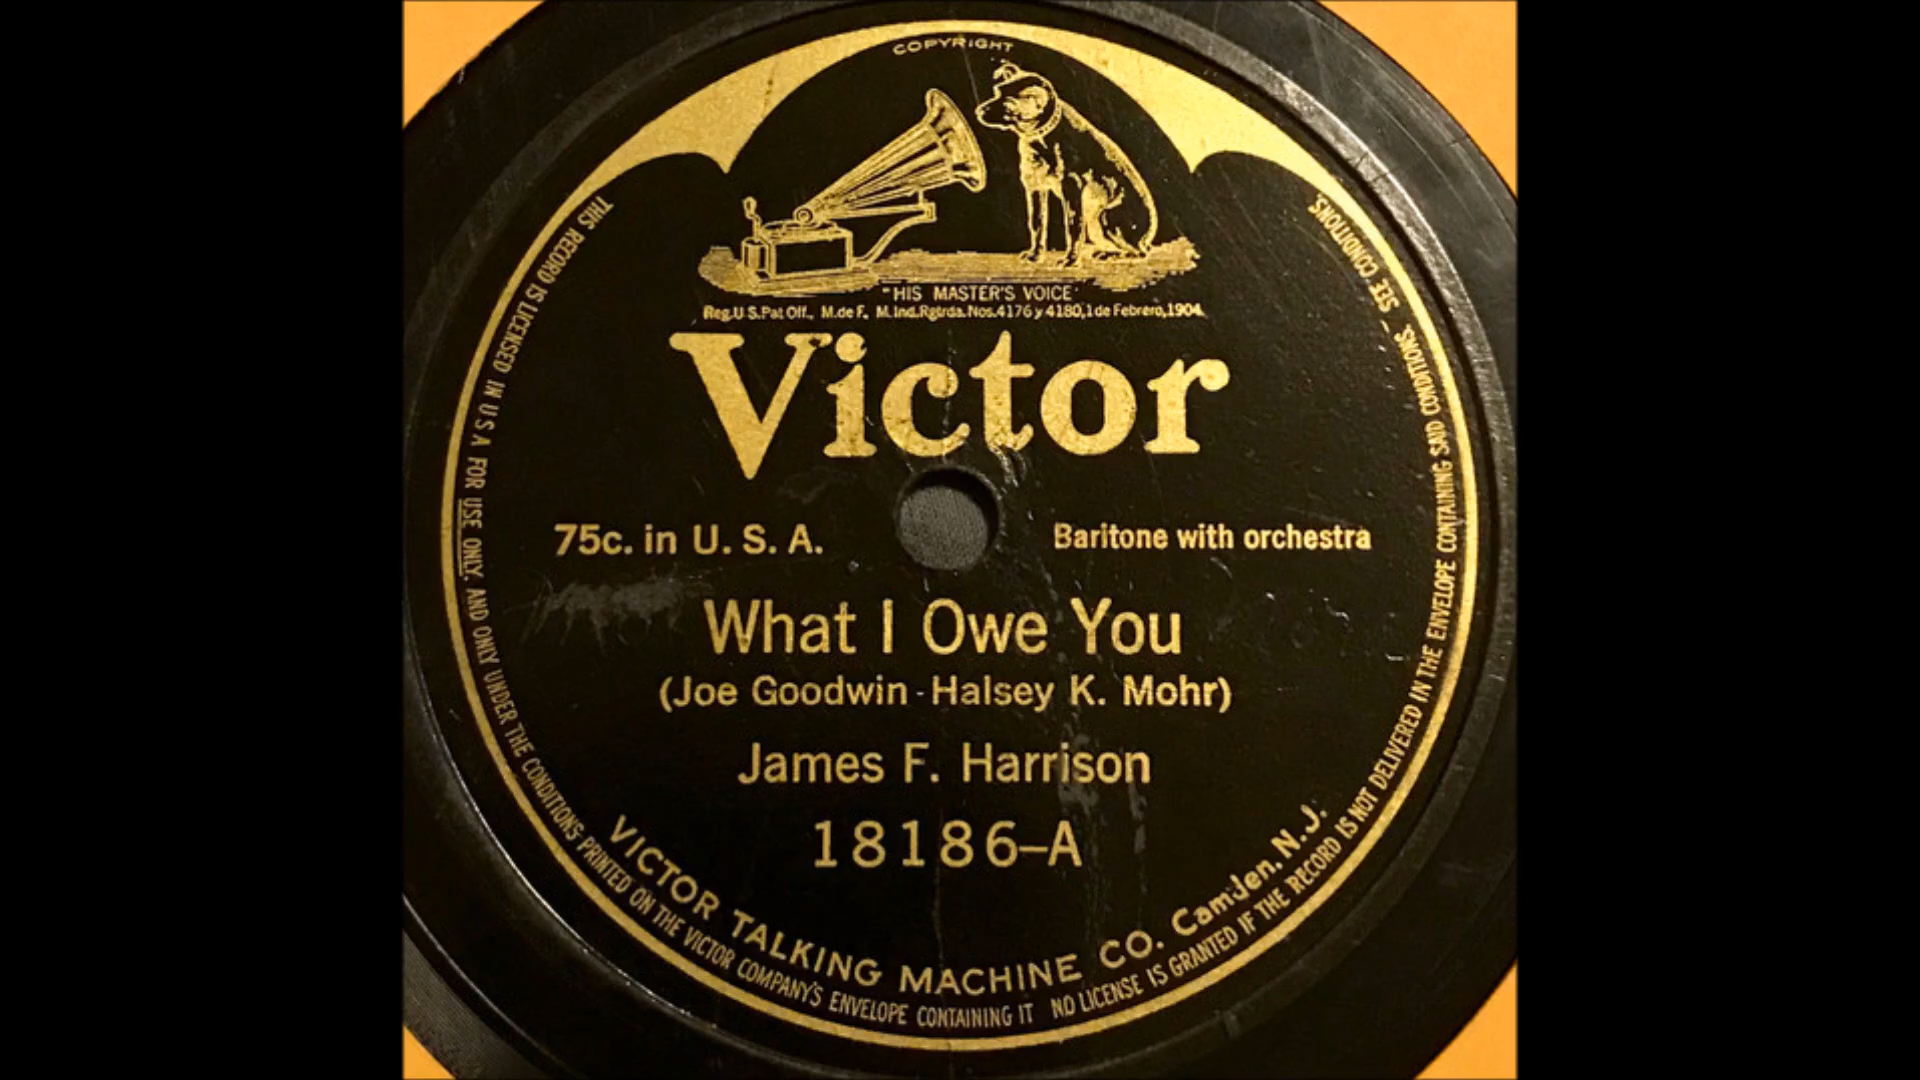 COPYRIGHT
"HIS MASTER'S VOICE"
Reg.U S.Pat Off., M.de F. M.Ind.Rgtrda.Nos.4176 y 4180,1 de Febrero,1904.
Victor
75c. in U. S. A.
Baritone with orchestra
What I Owe You
(Joe Goodwin - Halsey K. Mohr)
James F. Harrison
18186-A
VICTOR TALKING MACHINE CO. Camden, N. J.
THIS RECORD IS LICENSED IN U S A FOR USE ONLY, AND ONLY UNDER THE CONDITIONS PRINTED ON THE VICTOR COMPANY'S ENVELOPE CONTAINING IT NO LICENSE IS GRANTED IF THE RECORD IS NOT DELIVERED IN THE ENVELOPE CONTAINING SAID CONDITIONS. SEE CONDITIONS.